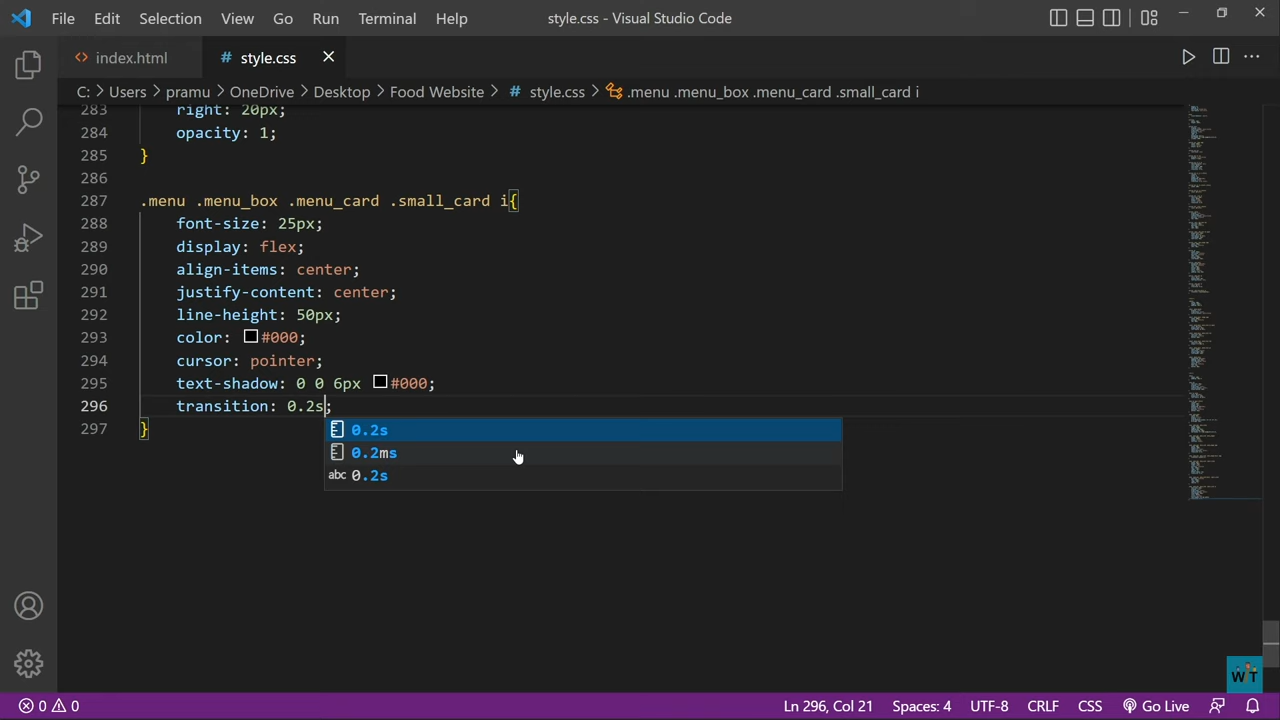 File Edit Selection View Go Run Terminal Help style.css - Visual Studio Code
index.html # style.css
C: > Users > pramu > OneDrive > Desktop > Food Website > # style.css > .menu .menu_box .menu_card .small_card i
283 right: 20px;
284 opacity: 1;
285 }
286
287 .menu .menu_box .menu_card .small_card i{
288 font-size: 25px;
289 display: flex;
290 align-items: center;
291 justify-content: center;
292 line-height: 50px;
293 color: #000;
294 cursor: pointer;
295 text-shadow: 0 0 6px #000;
296 transition: 0.2s;
297 }
0.2s
0.2ms
abc 0.2s
WT
0 0 Ln 296, Col 21 Spaces: 4 UTF-8 CRLF CSS Go Live